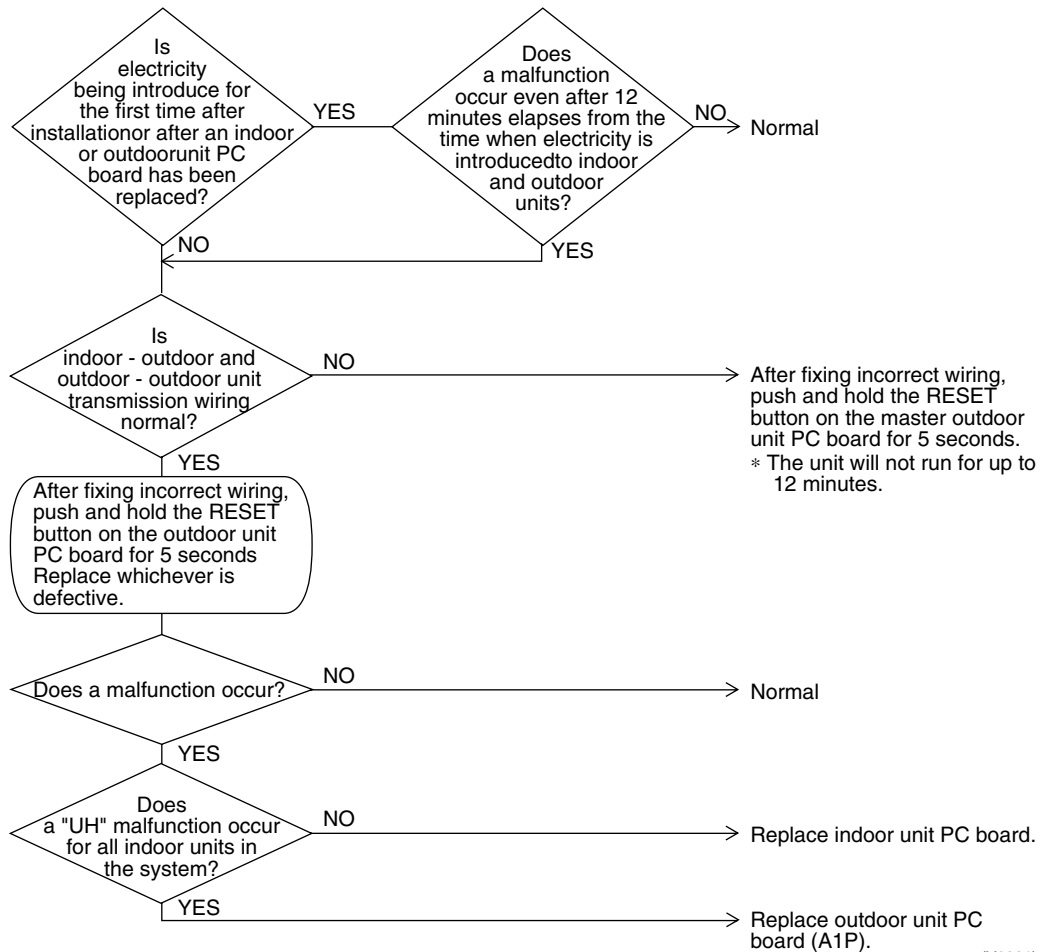 Is
electricity
being introduce for
the first time after
installationor after an indoor
or outdoorunit PC
board has been
replaced?
YES
Does
a malfunction
occur even after 12
minutes elapses from the
time when electricity is
introducedto indoor
and outdoor
units?
NO
Normal
NO
YES
Is
indoor - outdoor and
outdoor - outdoor unit
transmission wiring
normal?
NO
After fixing incorrect wiring,
push and hold the RESET
button on the master outdoor
unit PC board for 5 seconds.
* The unit will not run for up to
12 minutes.
YES
After fixing incorrect wiring,
push and hold the RESET
button on the outdoor unit
PC board for 5 seconds
Replace whichever is
defective.
Does a malfunction occur?
NO
Normal
YES
Does
a "UH" malfunction occur
for all indoor units in
the system?
NO
Replace indoor unit PC board.
YES
Replace outdoor unit PC
board (A1P).